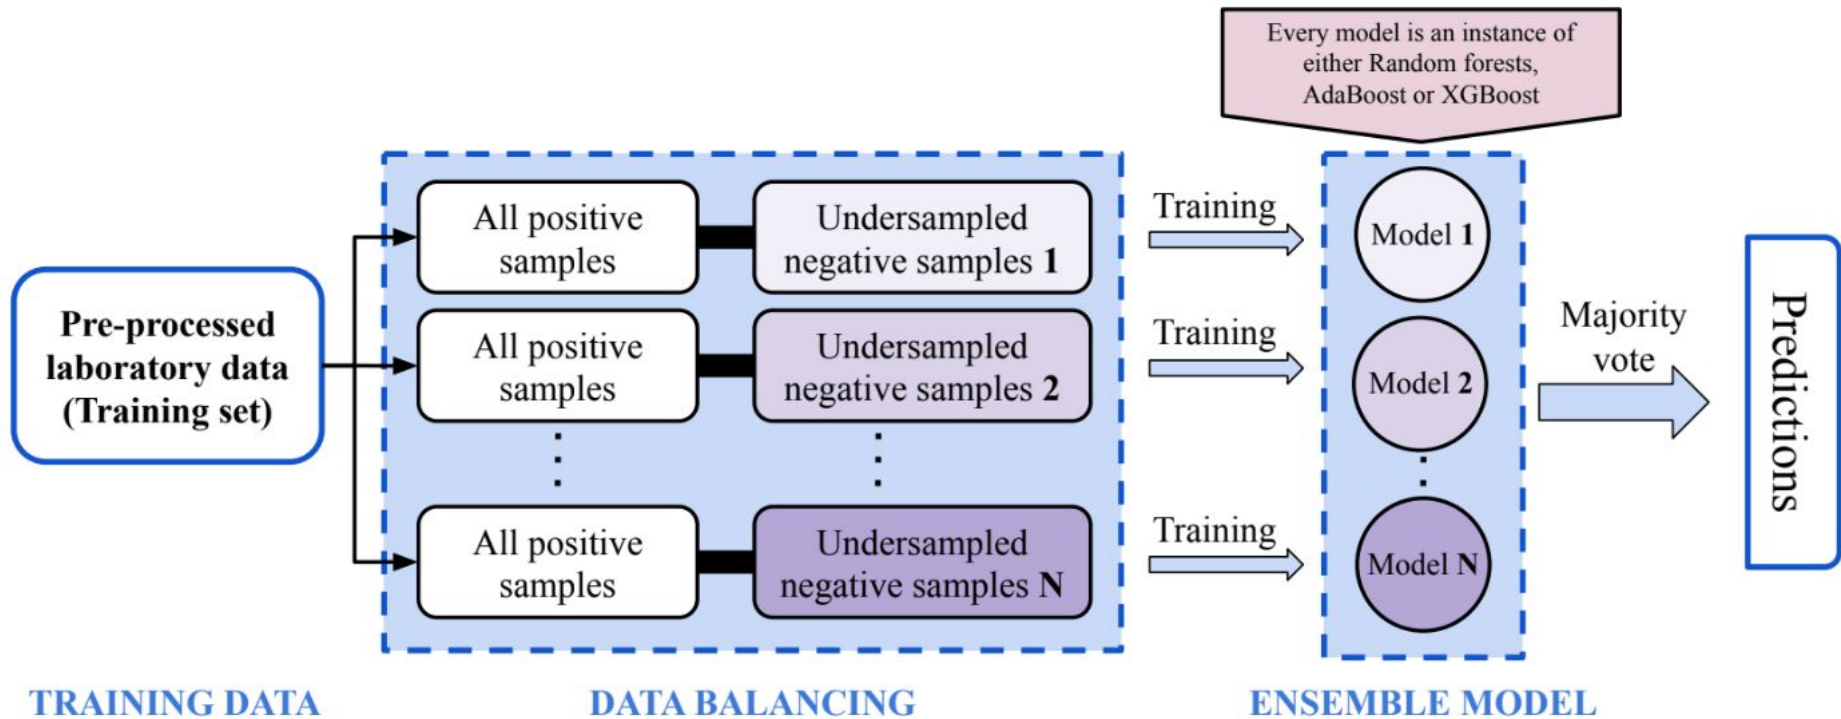 Every model is an instance of
either Random forests,
AdaBoost or XGBoost
Pre-processed
laboratory data
(Training set)
All positive
samples
Undersampled
negative samples 1
Training
Model 1
All positive
samples
Undersampled
negative samples 2
Training
Model 2
All positive
samples
Undersampled
negative samples N
Training
Model N
Majority
vote
Predictions
TRAINING DATA
DATA BALANCING
ENSEMBLE MODEL